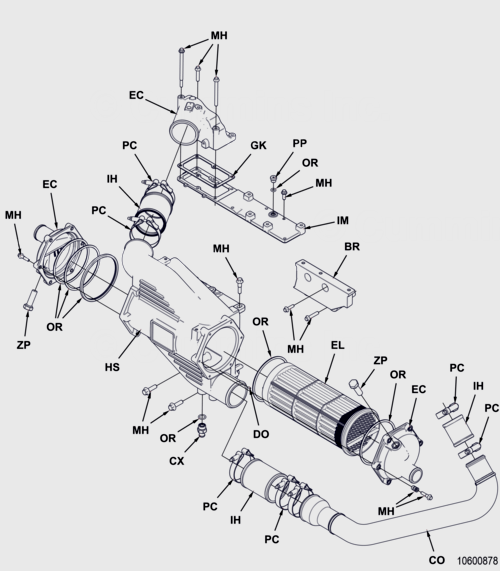 MH
EC
PC
GK
PP
OR
IH
MH
EC
PC
IM
MH
MH
BR
ZP
OR
OR
EL
MH
ZP
OR
PC
HS
EC
IH
PC
MH
OR
DO
CX
PC
IH
MH
PC
CO
10600878